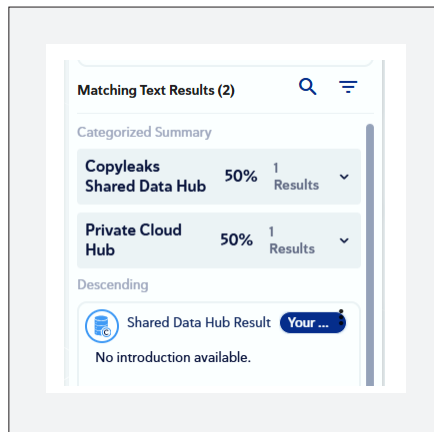 Matching Text Results (2)
Categorized Summary
Copyleaks
Shared Data Hub
50%
1
Results
Private Cloud
Hub
50%
1
Results
Descending
Shared Data Hub Result
Your ...
No introduction available.